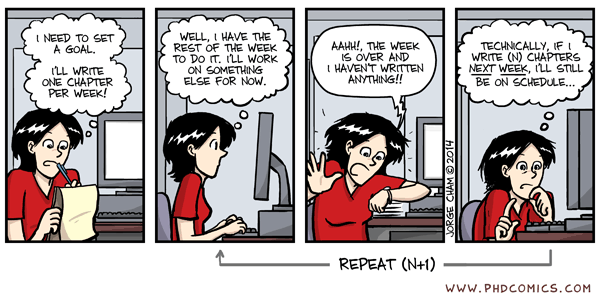 I NEED TO SET
A GOAL.
I'LL WRITE
ONE CHAPTER
PER WEEK!
WELL, I HAVE THE
REST OF THE WEEK
TO DO IT. I'LL WORK
ON SOMETHING
ELSE FOR NOW.
AAHH!, THE WEEK
IS OVER AND
I HAVEN'T WRITTEN
ANYTHING!!
JORGE CHAM © 2014
TECHNICALLY, IF I
WRITE (N) CHAPTERS
NEXT WEEK, I'LL STILL
BE ON SCHEDULE...
REPEAT (N+1)
WWW.PHDCOMICS.COM